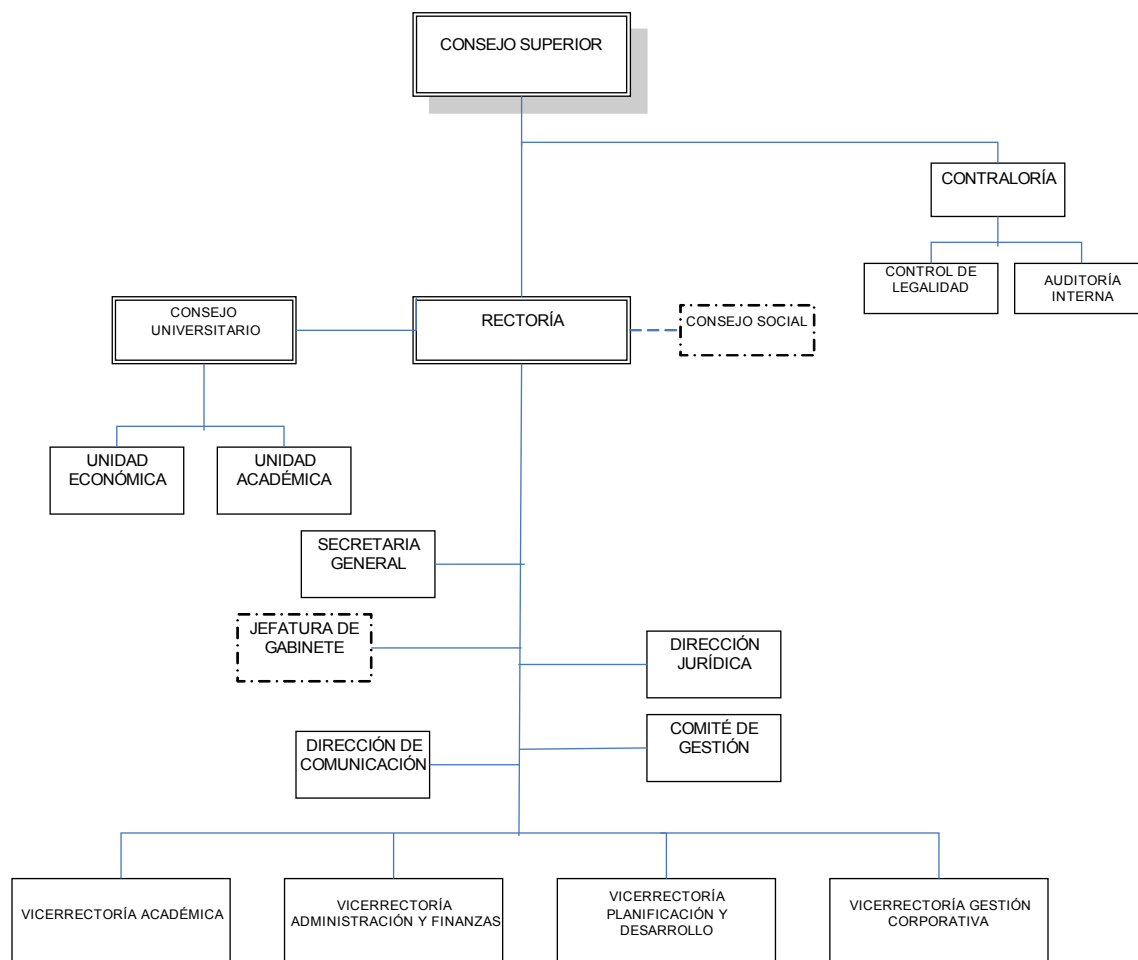 CONSEJO SUPERIOR
CONTRALORÍA
CONTROL DE
LEGALIDAD
AUDITORÍA
INTERNA
CONSEJO
UNIVERSITARIO
RECTORÍA
CONSEJO SOCIAL
UNIDAD
ECONÓMICA
UNIDAD
ACADÉMICA
SECRETARIA
GENERAL
JEFATURA DE
GABINETE
DIRECCIÓN
JURÍDICA
DIRECCIÓN DE
COMUNICACIÓN
COMITÉ DE
GESTIÓN
VICERRECTORÍA ACADÉMICA
VICERRECTORÍA
ADMINISTRACIÓN Y FINANZAS
VICERRECTORÍA
PLANIFICACIÓN Y
DESARROLLO
VICERRECTORÍA GESTIÓN
CORPORATIVA